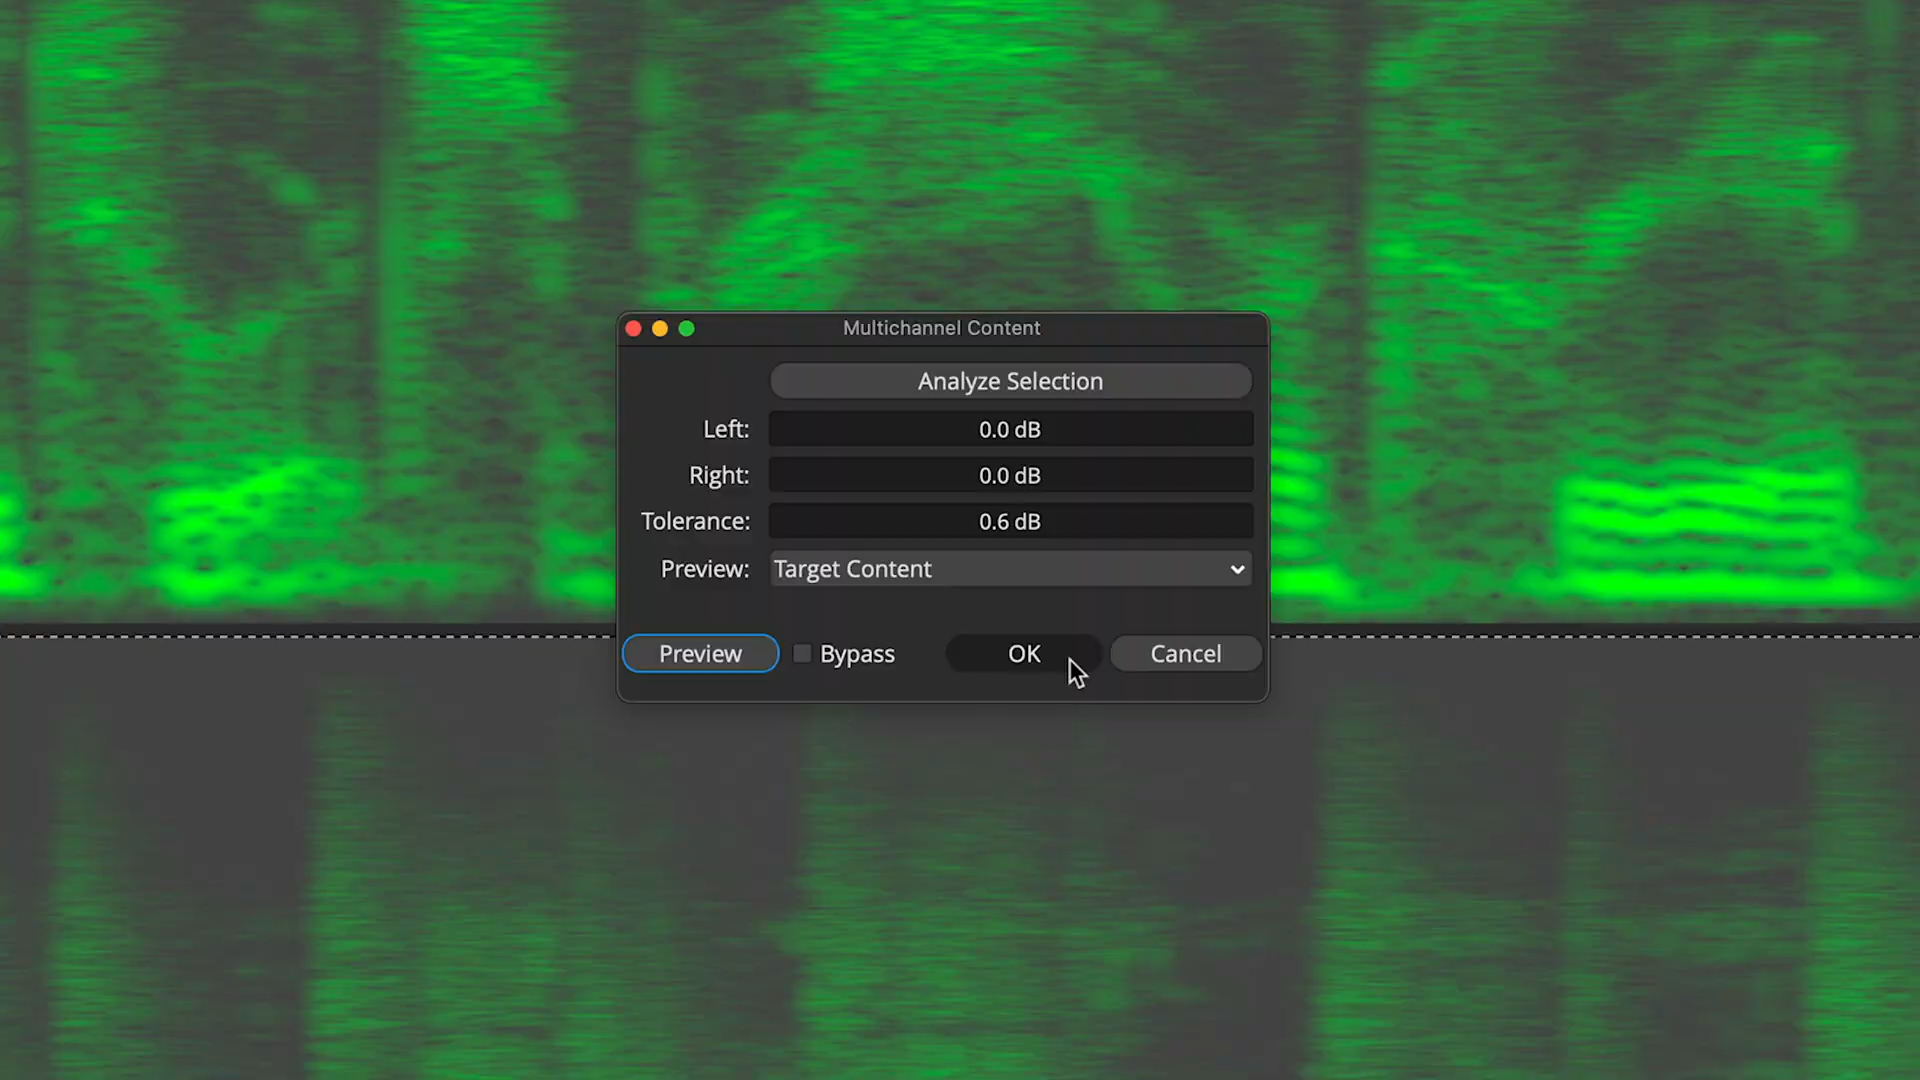 Multichannel Content
Analyze Selection
Left: 0.0 dB
Right: 0.0 dB
Tolerance: 0.6 dB
Preview: Target Content
Preview Bypass OK Cancel